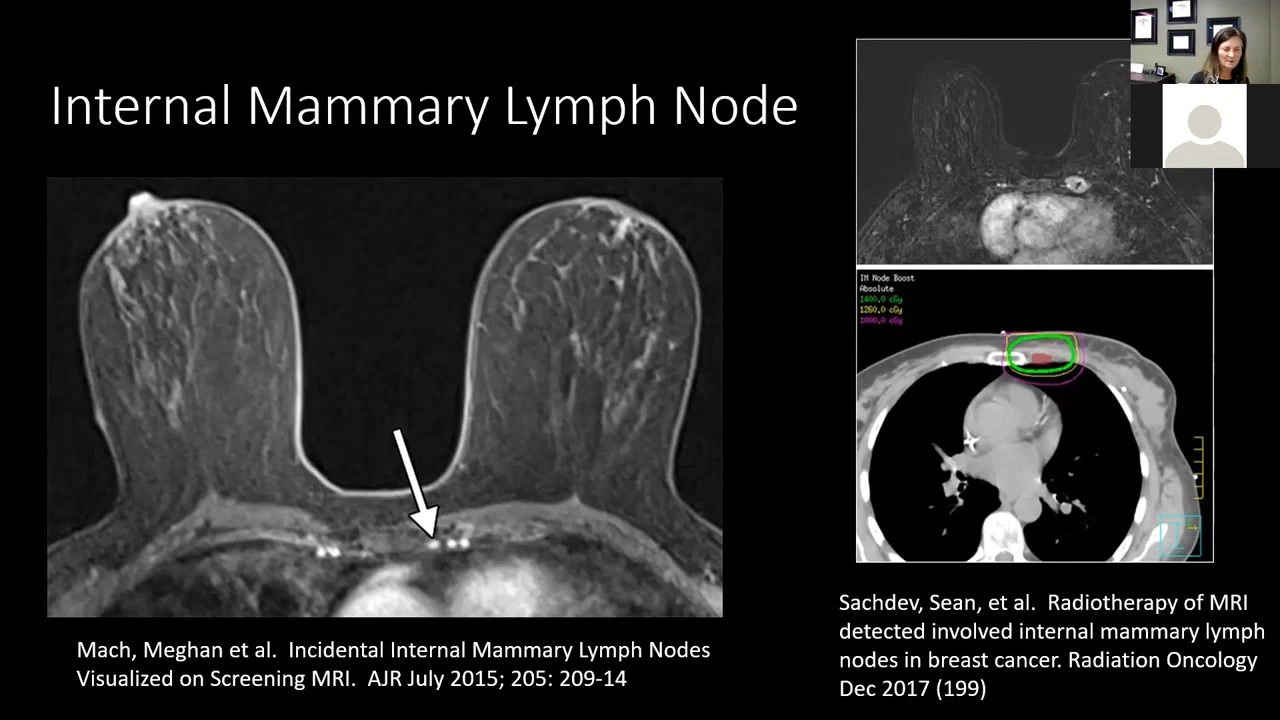 Internal Mammary Lymph Node
Mach, Meghan et al.  Incidental Internal Mammary Lymph Nodes
Visualized on Screening MRI.  AJR July 2015; 205: 209-14
IM Node Boost
Absolute
1400.0 cGy
1260.0 cGy
1000.0 cGy
Sachdev, Sean, et al.  Radiotherapy of MRI
detected involved internal mammary lymph
nodes in breast cancer. Radiation Oncology
Dec 2017 (199)